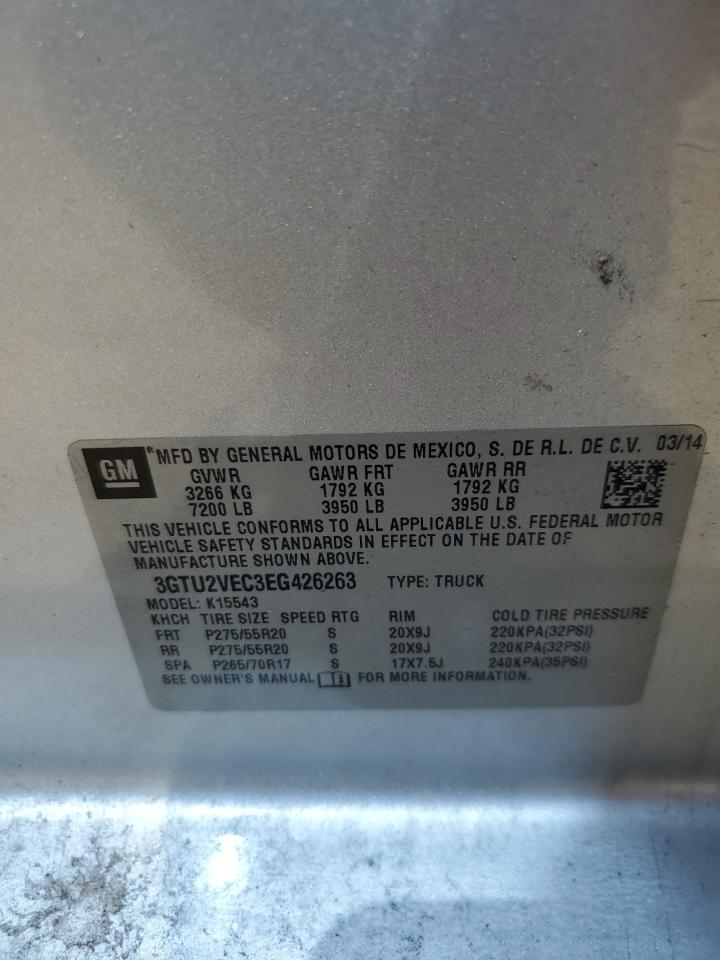 GM ® MFD BY GENERAL MOTORS DE MEXICO, S. DE R.L. DE C.V. 03/14
GVWR GAWR FRT GAWR RR
3266 KG 1792 KG 1792 KG
7200 LB 3950 LB 3950 LB
THIS VEHICLE CONFORMS TO ALL APPLICABLE U.S. FEDERAL MOTOR
VEHICLE SAFETY STANDARDS IN EFFECT ON THE DATE OF
MANUFACTURE SHOWN ABOVE.
3GTU2VEC3EG426263 TYPE: TRUCK
MODEL: K15543
KHCH TIRE SIZE SPEED RTG RIM COLD TIRE PRESSURE
FRT P275/55R20 S 20X9J 220KPA(32PSI)
RR P275/55R20 S 20X9J 220KPA(32PSI)
SPA P265/70R17 S 17X7.5J 240KPA(35PSI)
SEE OWNER'S MANUAL i FOR MORE INFORMATION.